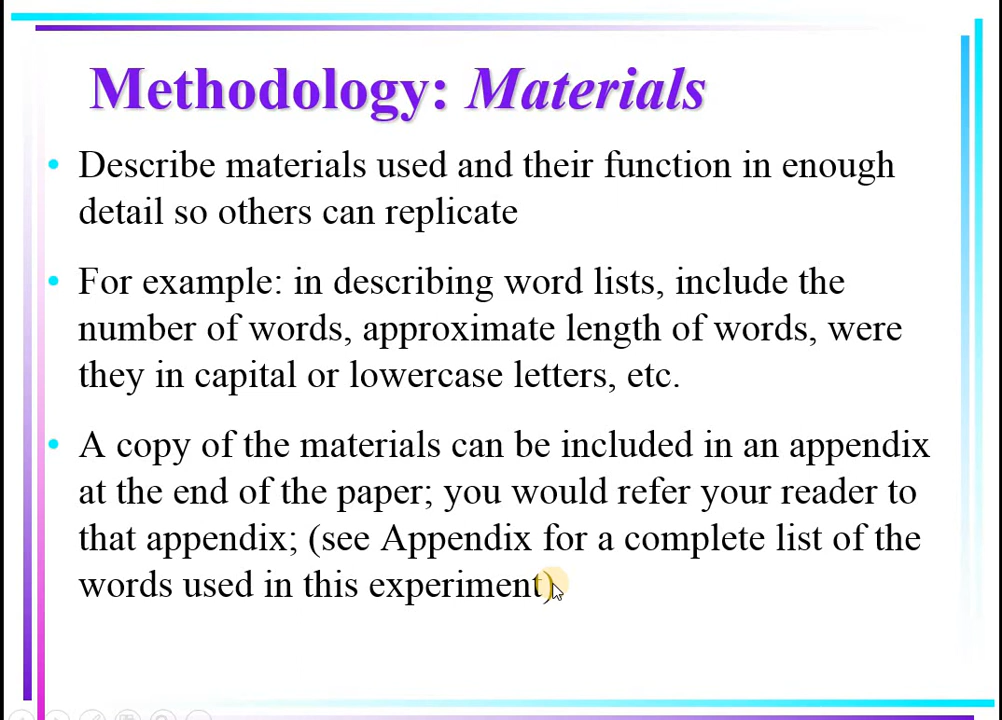 Methodology: Materials
• Describe materials used and their function in enough
detail so others can replicate
• For example: in describing word lists, include the
number of words, approximate length of words, were
they in capital or lowercase letters, etc.
• A copy of the materials can be included in an appendix
at the end of the paper; you would refer your reader to
that appendix; (see Appendix for a complete list of the
words used in this experiment)